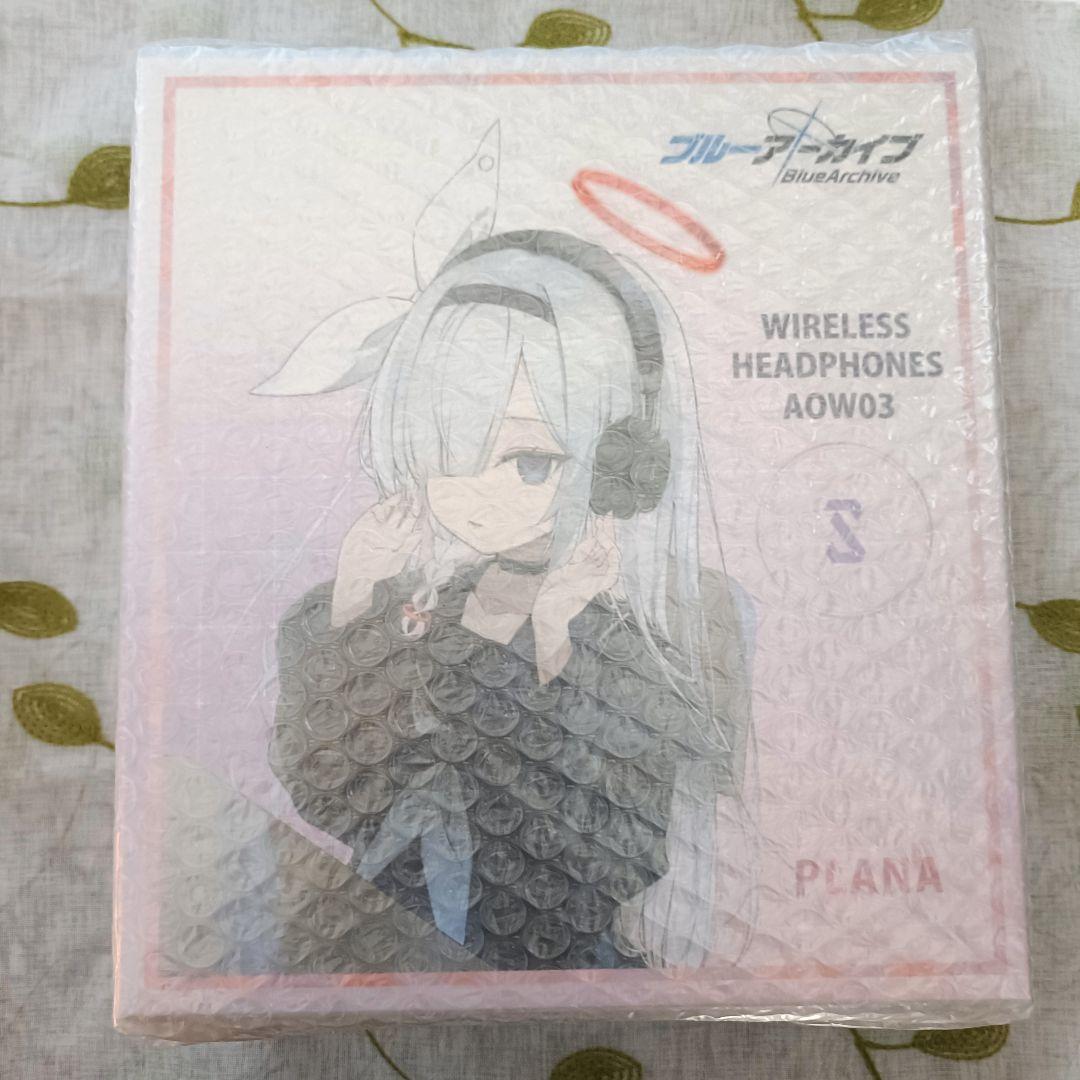 ブルーアーカイブ
BlueArchive
WIRELESS
HEADPHONES
AOW03
PLANA